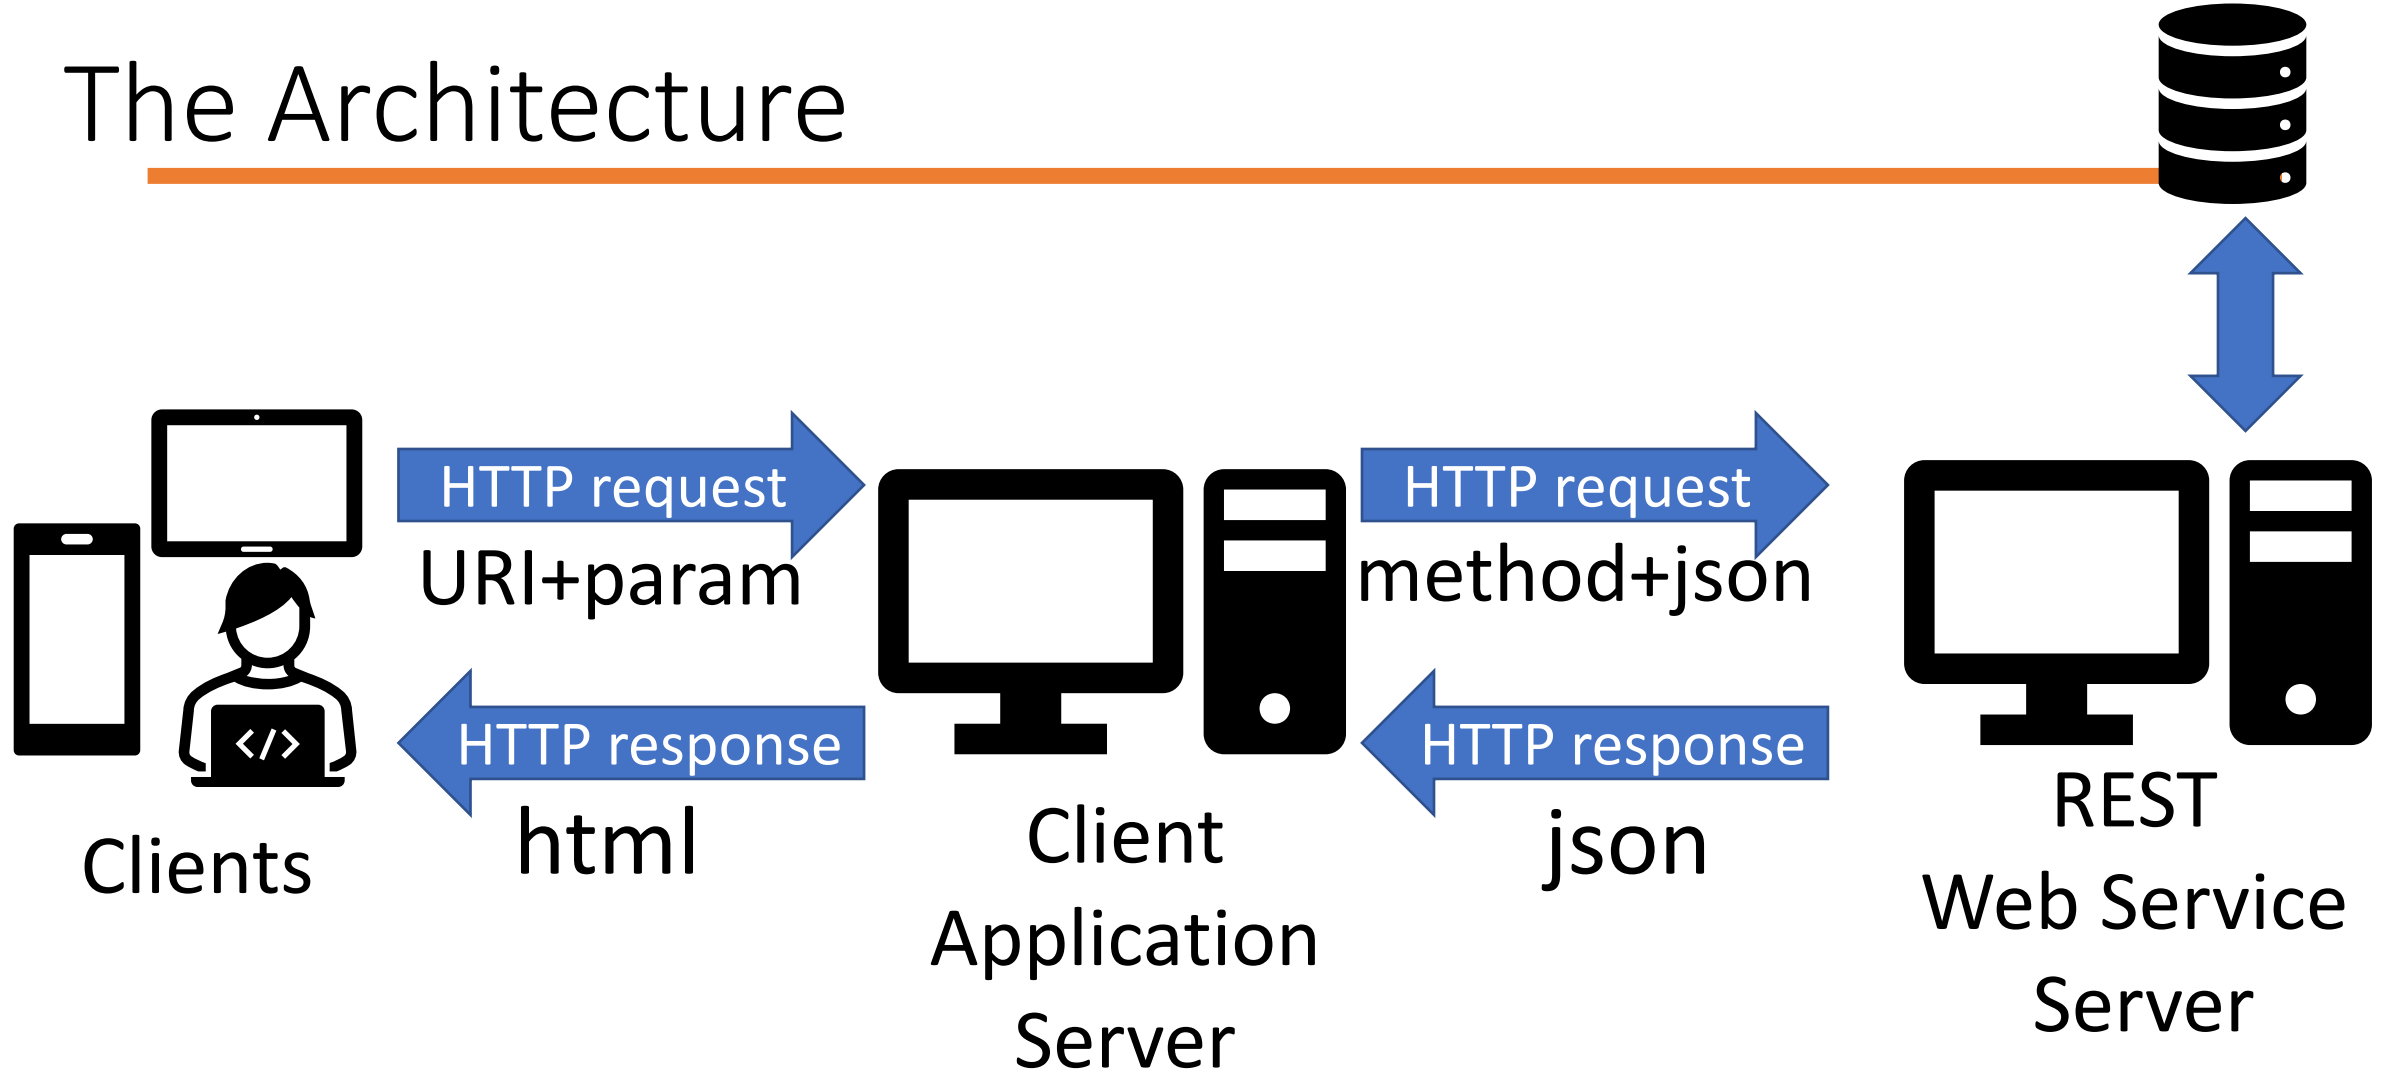 The Architecture
HTTP request
URI+param
HTTP response
html
Clients
</>
Client
Application
Server
HTTP request
method+json
HTTP response
json
REST
Web Service
Server